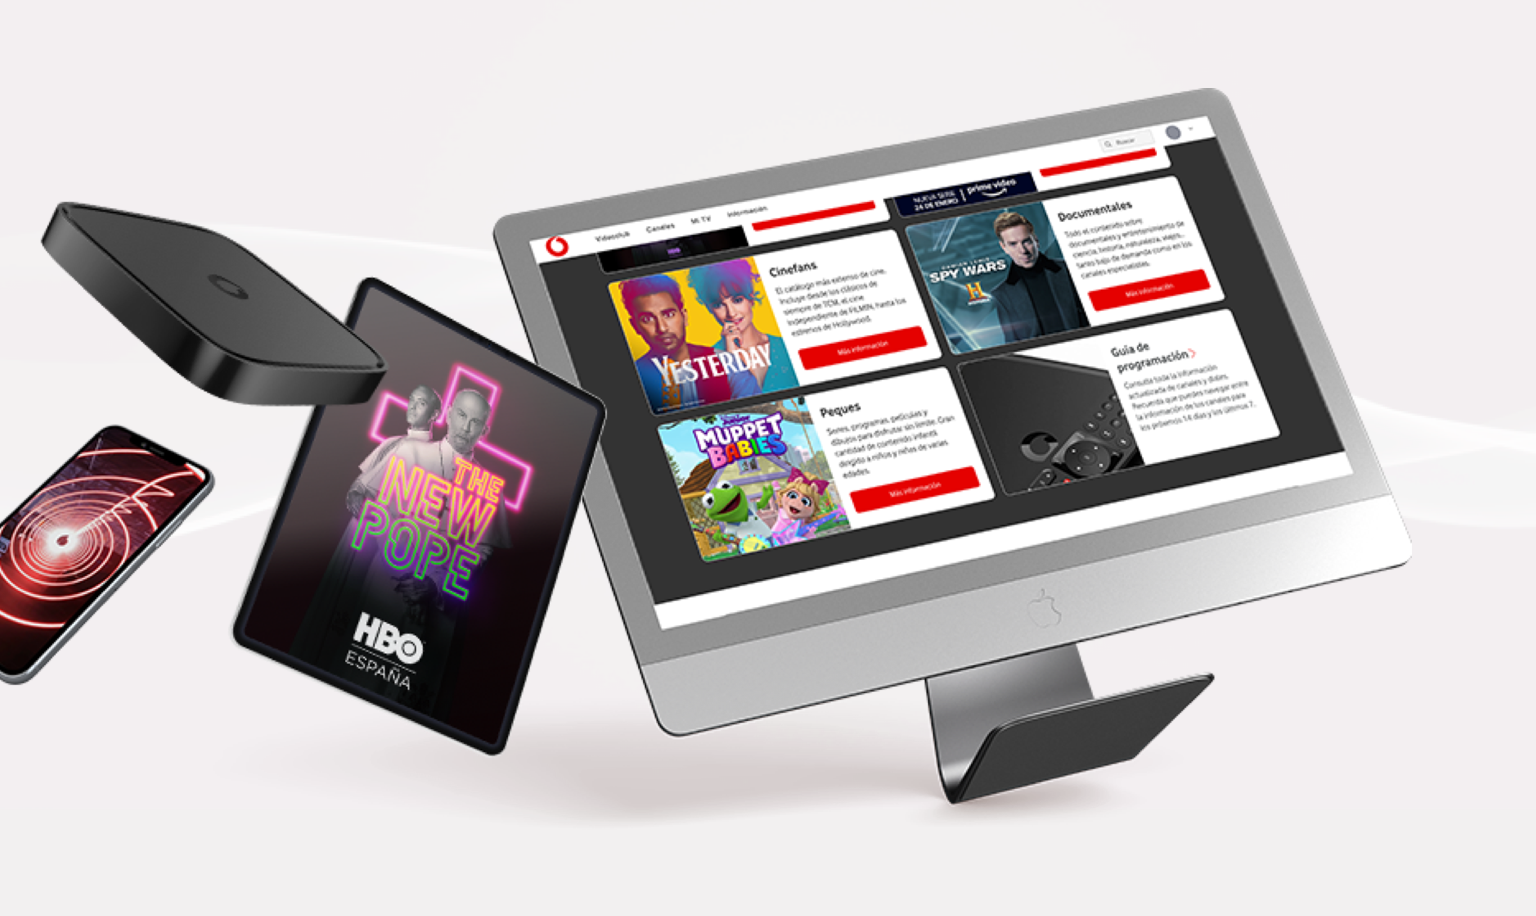 Videoclub Canales Mi TV Información
Buscar
NUEVA SERIE
24 DE ENERO
prime video
Cinefans
El catálogo más extenso de cine.
Incluye desde los clásicos de
siempre de TCM, el cine
independiente de FILMIN, hasta los
estrenos de Hollywood.
Más información
YESTERDAY
Documentales
Todo el contenido sobre
documentales y entretenimiento de
ciencia, historia, naturaleza, viajes...
tanto bajo demanda como en los
canales especialistas.
Más información
DAMIAN LEWIS
SPY WARS
H
Peques
Series, programas, películas y
dibujos para disfrutar sin límite. Gran
cantidad de contenido infantil
dirigido a niños y niñas de varias
edades.
Más información
MUPPET
BABIES
Guía de
programación
Consulta toda la información
actualizada de canales y diales.
Recuerda que puedes navegar entre
la información de los canales para
los próximos 14 días y los últimos 7.
THE
NEW
POPE
HBO
ESPAÑA